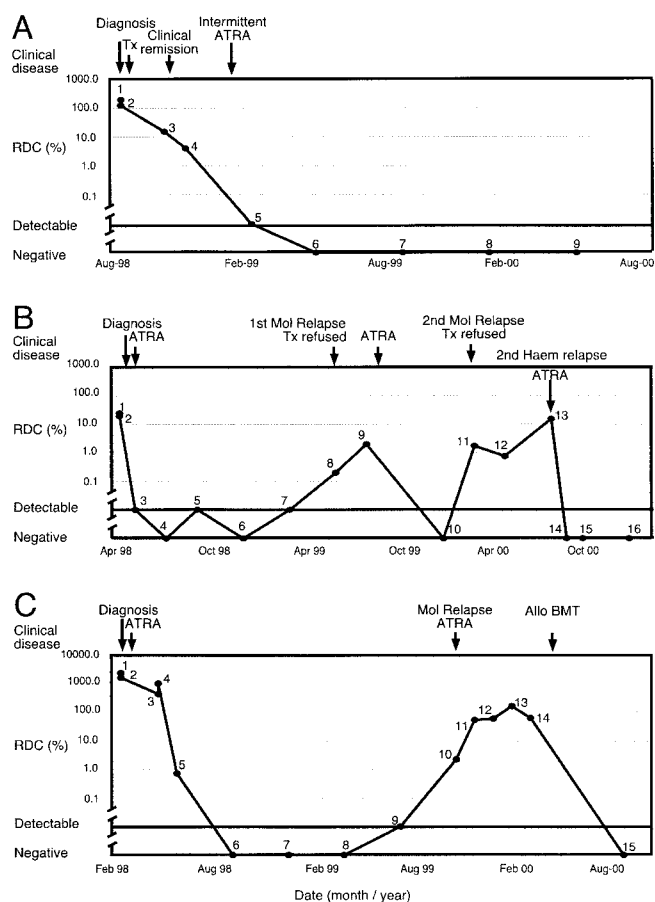 A
Diagnosis
Tx
Clinical
remission
Intermittent
ATRA
Clinical
disease
1000.0
100.0
10.0
1.0
0.1
RDC (%)
Detectable
Negative
1
2
3
4
5
6
7
8
9
Aug-98
Feb-99
Aug-99
Feb-00
Aug-00
B
Diagnosis
ATRA
1st Mol Relapse
Tx refused
ATRA
2nd Mol Relapse
Tx refused
2nd Haem relapse
ATRA
Clinical
disease
1000.0
100.0
10.0
1.0
0.1
RDC (%)
Detectable
Negative
1
2
3
4
5
6
7
8
9
10
11
12
13
14
15
16
Apr 98
Oct 98
Apr 99
Oct 99
Apr 00
Oct 00
C
Diagnosis
ATRA
Mol Relapse
ATRA
Allo BMT
Clinical
disease
10000.0
1000.0
100.0
10.0
1.0
0.1
RDC (%)
Detectable
Negative
1
2
3
4
5
6
7
8
9
10
11
12
13
14
15
Feb 98
Aug 98
Feb 99
Aug 99
Feb 00
Aug-00
Date (month / year)